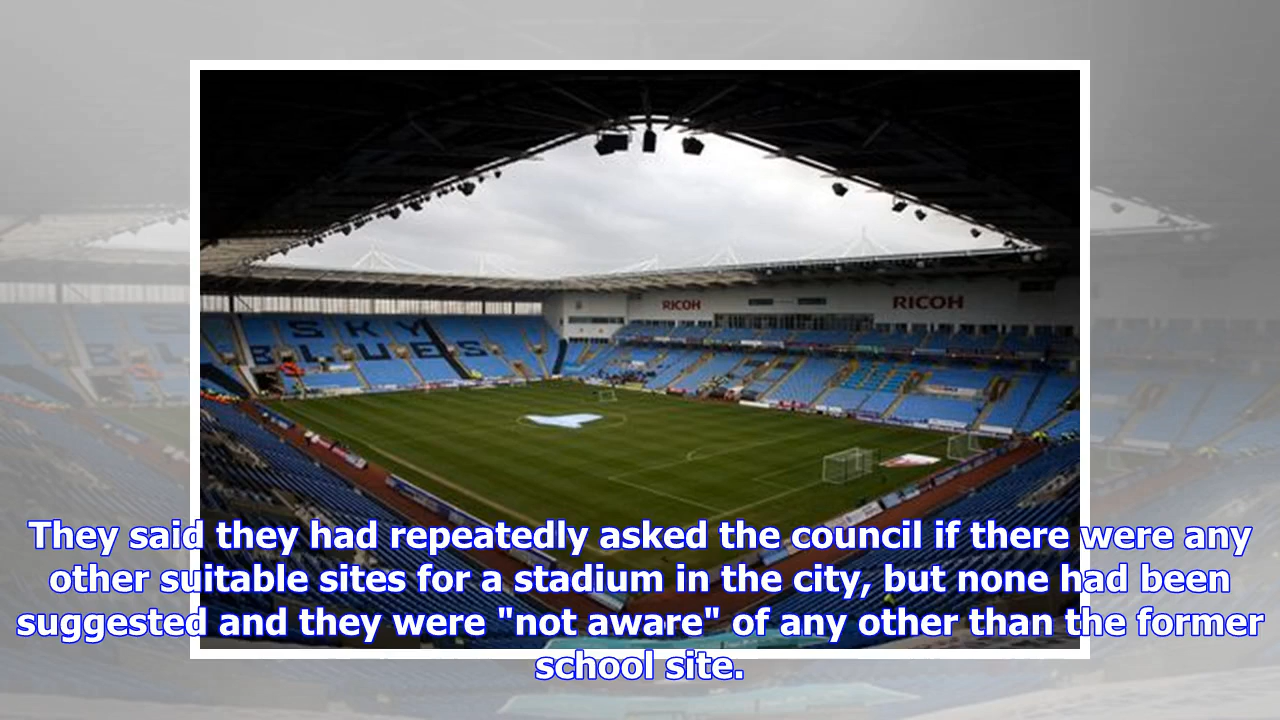 RICOH
RICOH
SKY
BLUES
They said they had repeatedly asked the council if there were any
other suitable sites for a stadium in the city, but none had been
suggested and they were "not aware" of any other than the former
school site.